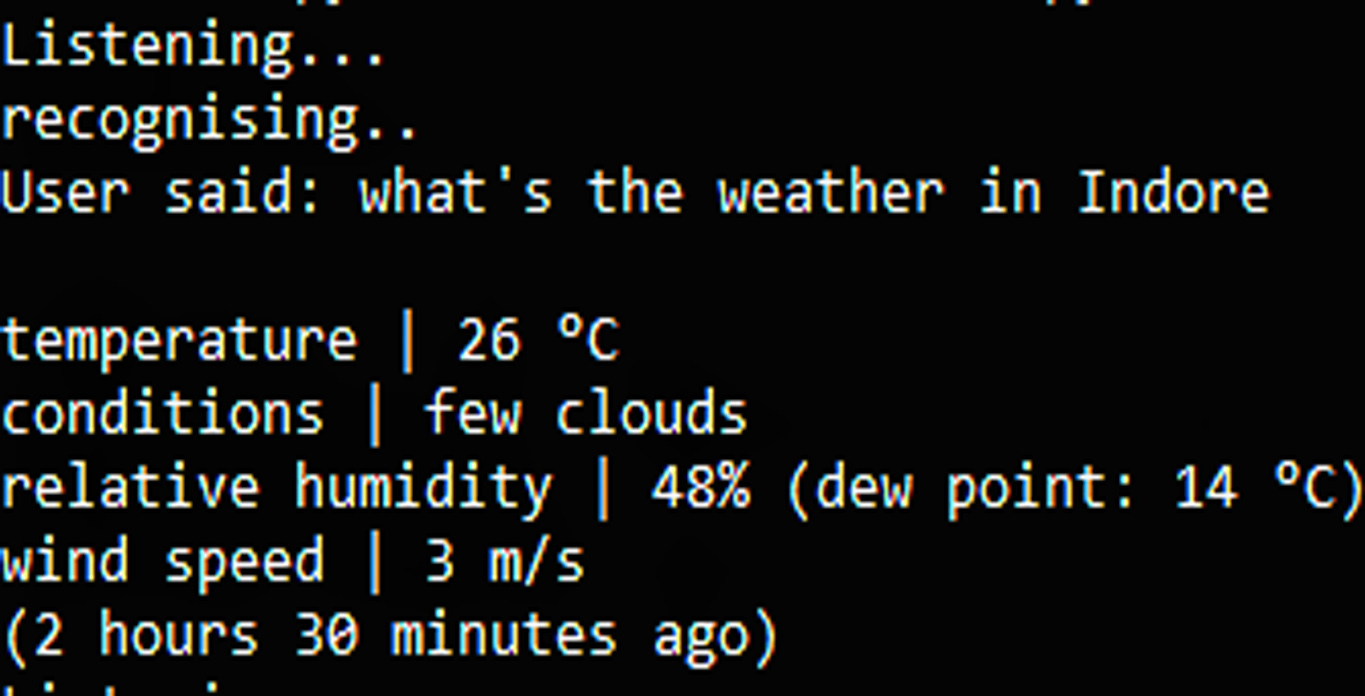 Listening...
recognising..
User said: what's the weather in Indore
temperature | 26 °C
conditions | few clouds
relative humidity | 48% (dew point: 14 °C)
wind speed | 3 m/s
(2 hours 30 minutes ago)